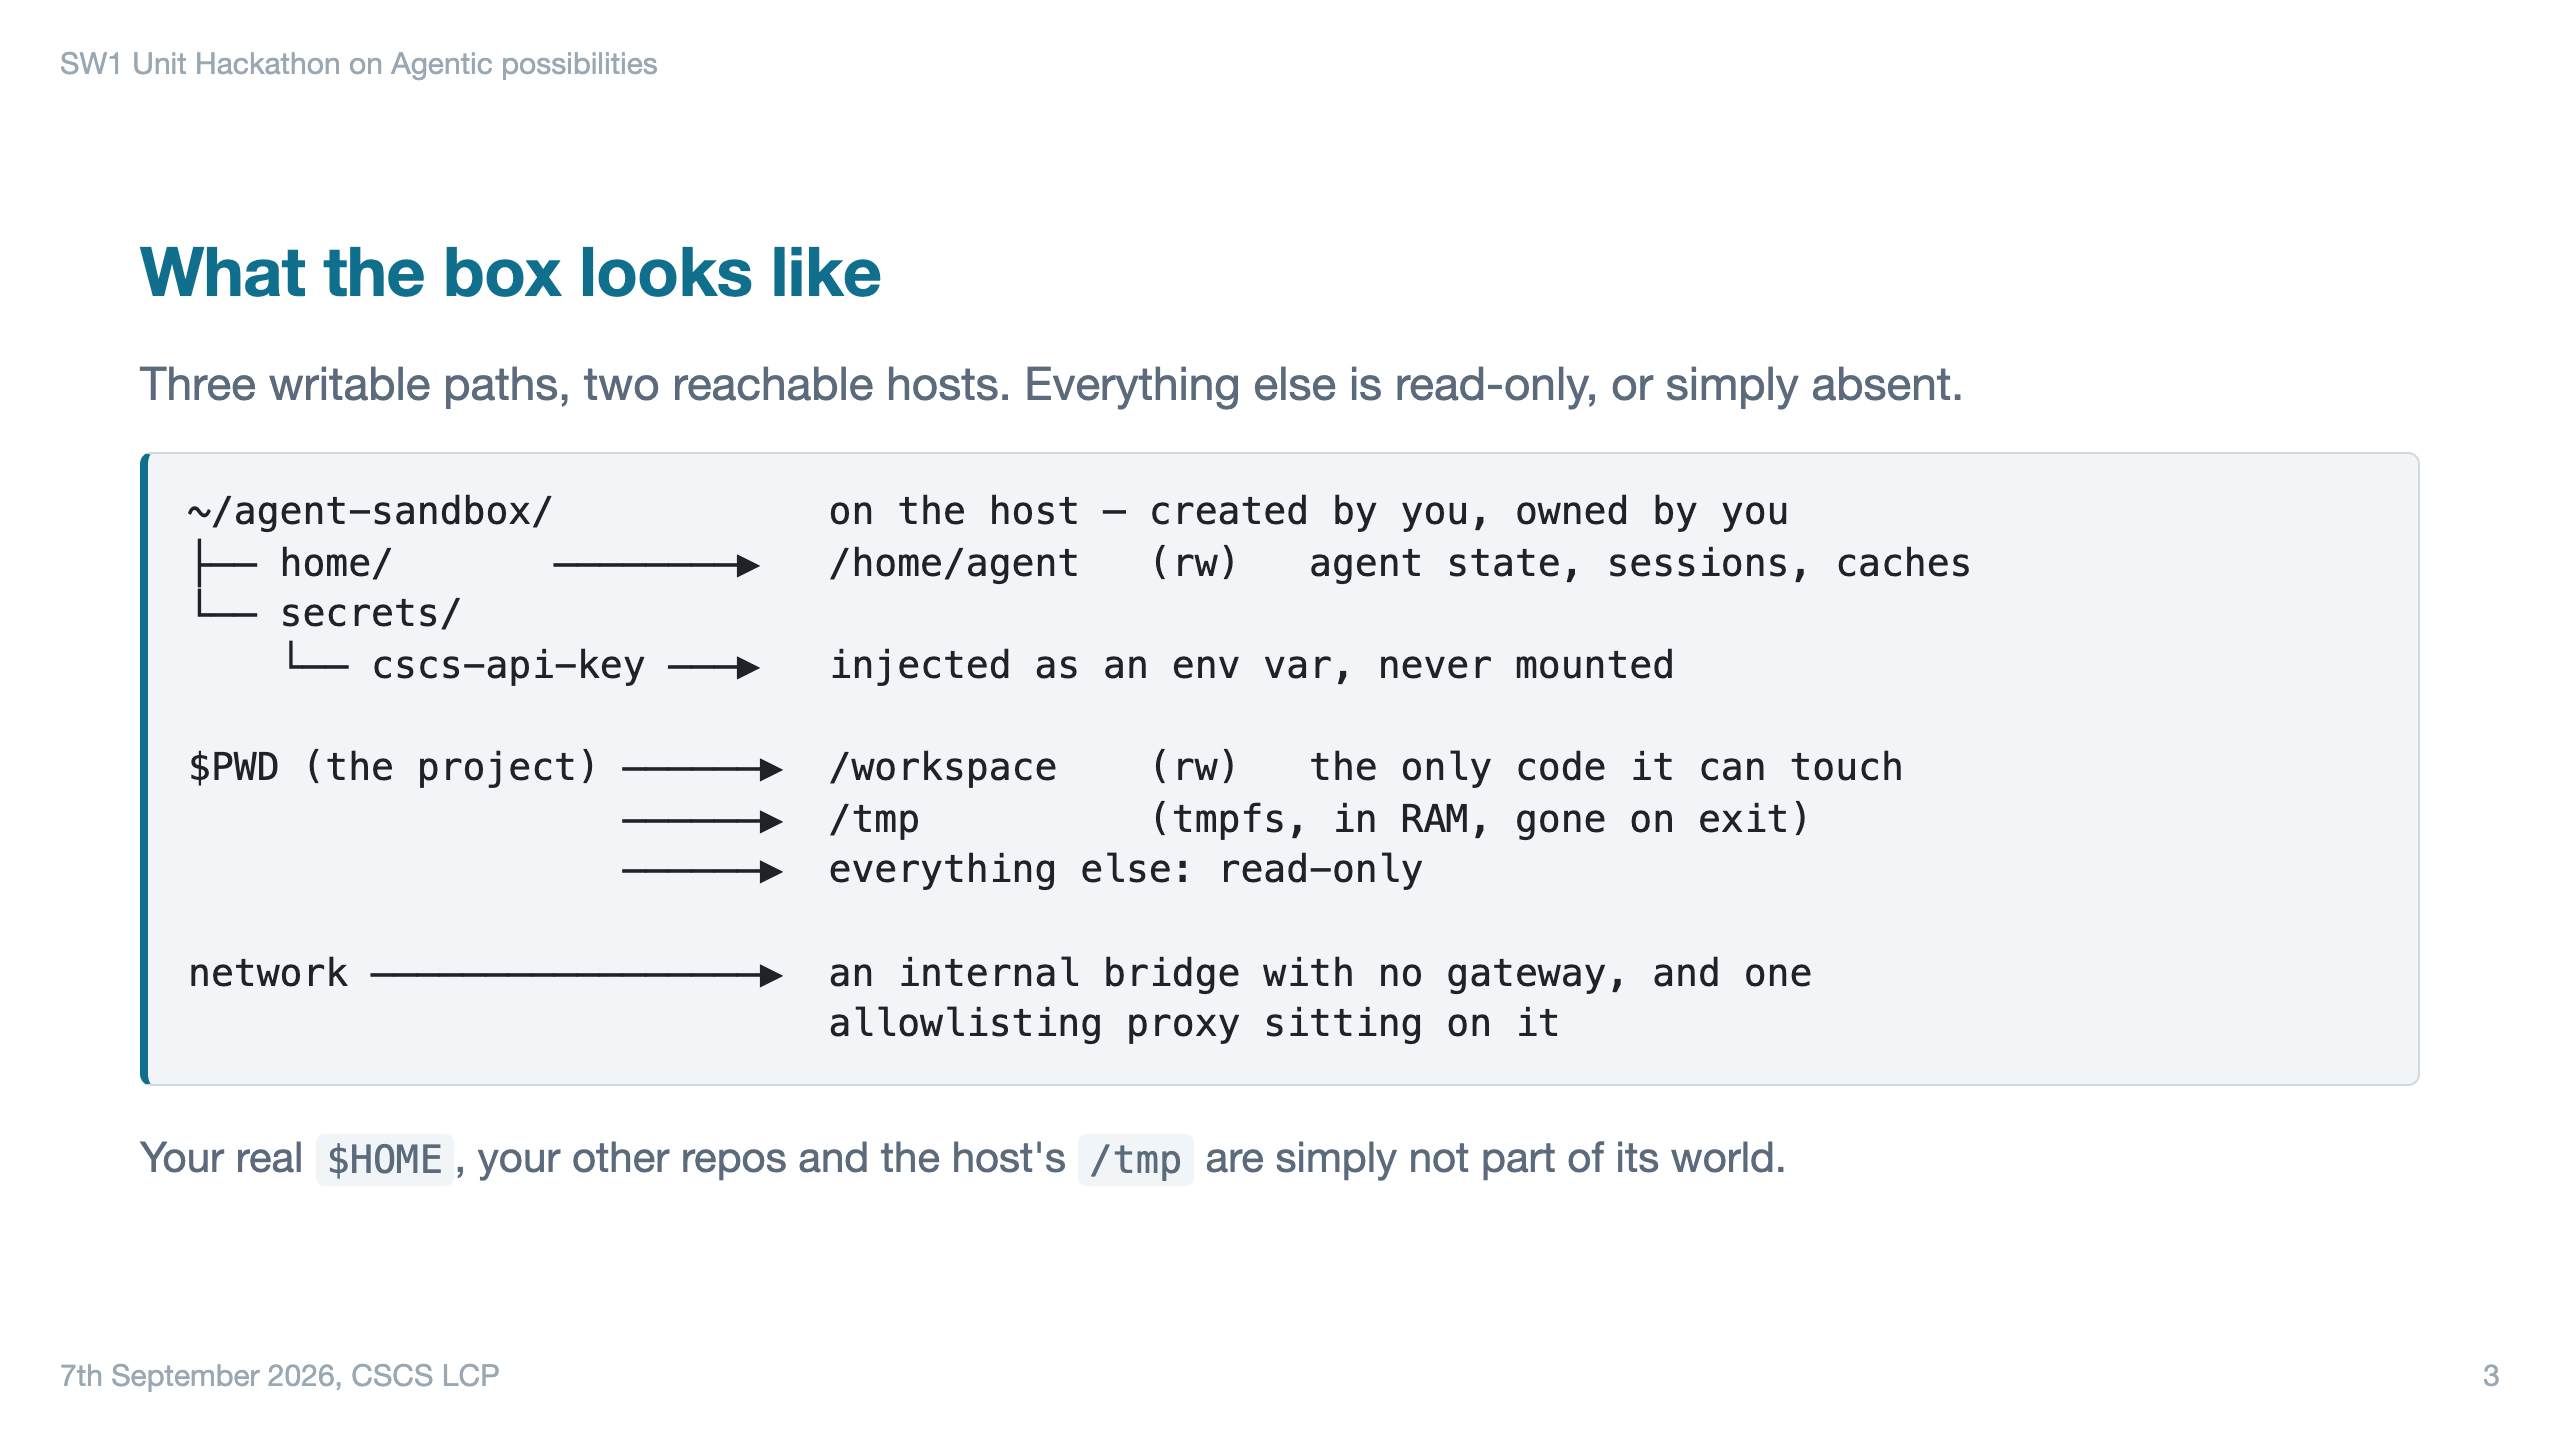 SW1 Unit Hackathon on Agentic possibilities
What the box looks like
Three writable paths, two reachable hosts. Everything else is read-only, or simply absent.
~/agent-sandbox/            on the host — created by you, owned by you
├── home/       ────────▶   /home/agent   (rw)   agent state, sessions, caches
└── secrets/
    └── cscs-api-key ───▶   injected as an env var, never mounted
$PWD (the project) ──────▶  /workspace    (rw)   the only code it can touch
                   ──────▶  /tmp          (tmpfs, in RAM, gone on exit)
                   ──────▶  everything else: read-only
network ─────────────────▶  an internal bridge with no gateway, and one
                            allowlisting proxy sitting on it
Your real $HOME, your other repos and the host's /tmp are simply not part of its world.
7th September 2026, CSCS LCP
3